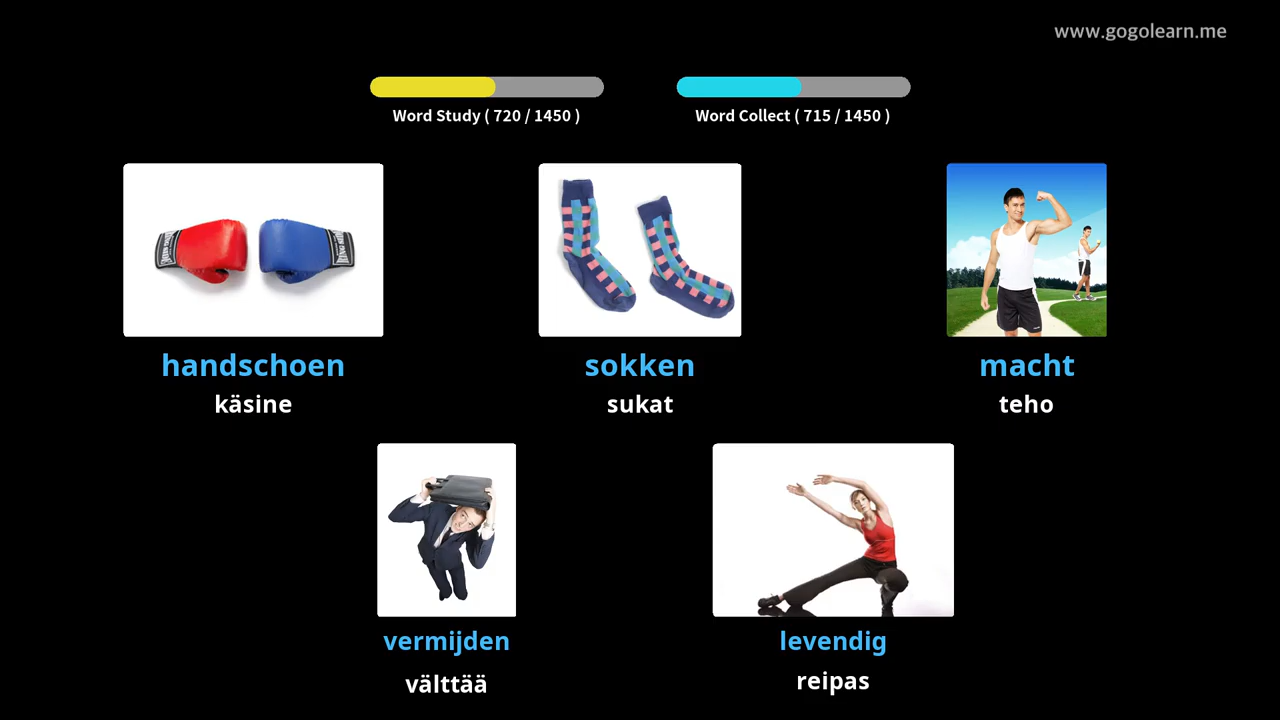 www.gogolearn.me
Word Study ( 720 / 1450 )
Word Collect ( 715 / 1450 )
handschoen
käsine
sokken
sukat
macht
teho
vermijden
välttää
levendig
reipas